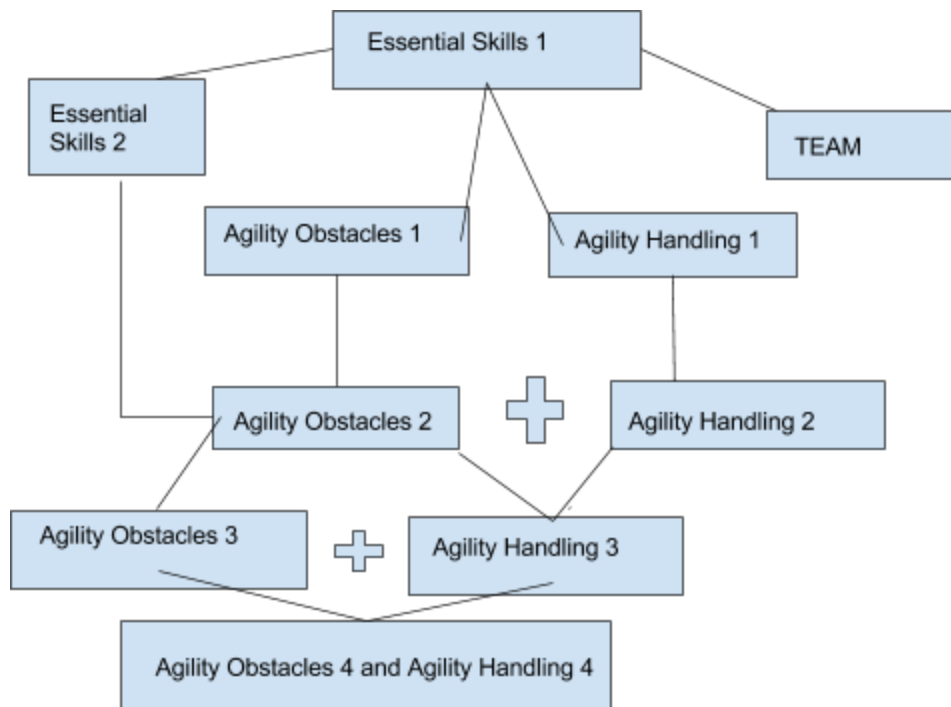 Essential Skills 1
Essential
Skills 2
TEAM
Agility Obstacles 1
Agility Handling 1
Agility Obstacles 2
Agility Handling 2
Agility Obstacles 3
Agility Handling 3
Agility Obstacles 4 and Agility Handling 4